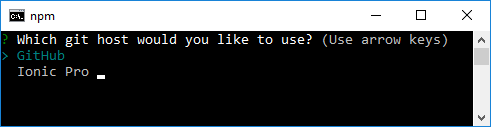 npm
? Which git host would you like to use? (Use arrow keys)
> GitHub
Ionic Pro